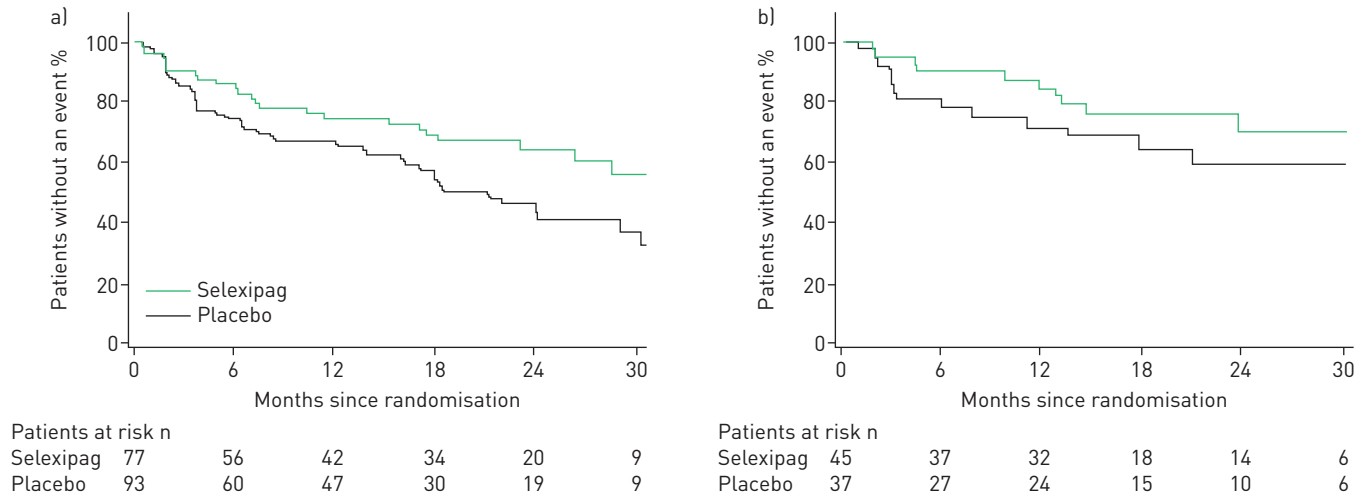 a)
Patients without an event %
100
80
60
40
20
0
Selexipag
Placebo
0 6 12 18 24 30
Months since randomisation
Patients at risk n
Selexipag 77 56 42 34 20 9
Placebo 93 60 47 30 19 9
b)
Patients without an event %
100
80
60
40
20
0
0 6 12 18 24 30
Months since randomisation
Patients at risk n
Selexipag 45 37 32 18 14 6
Placebo 37 27 24 15 10 6